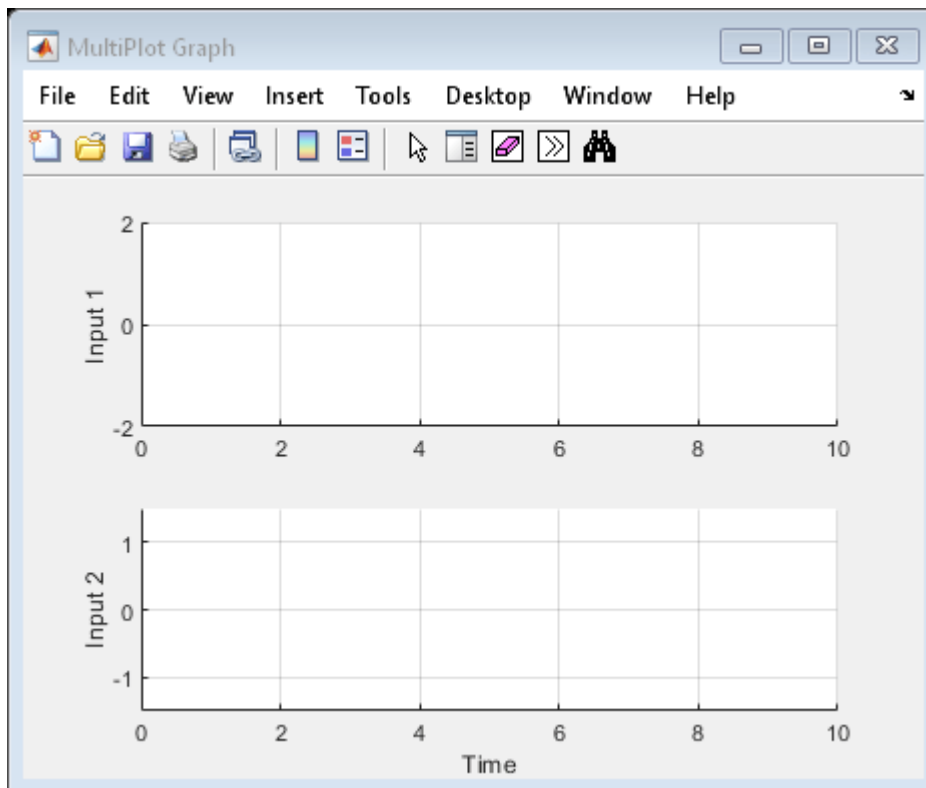 MultiPlot Graph
File Edit View Insert Tools Desktop Window Help
2
Input 1
0
-2
0 2 4 6 8 10
1
Input 2
0
-1
0 2 4 6 8 10
Time